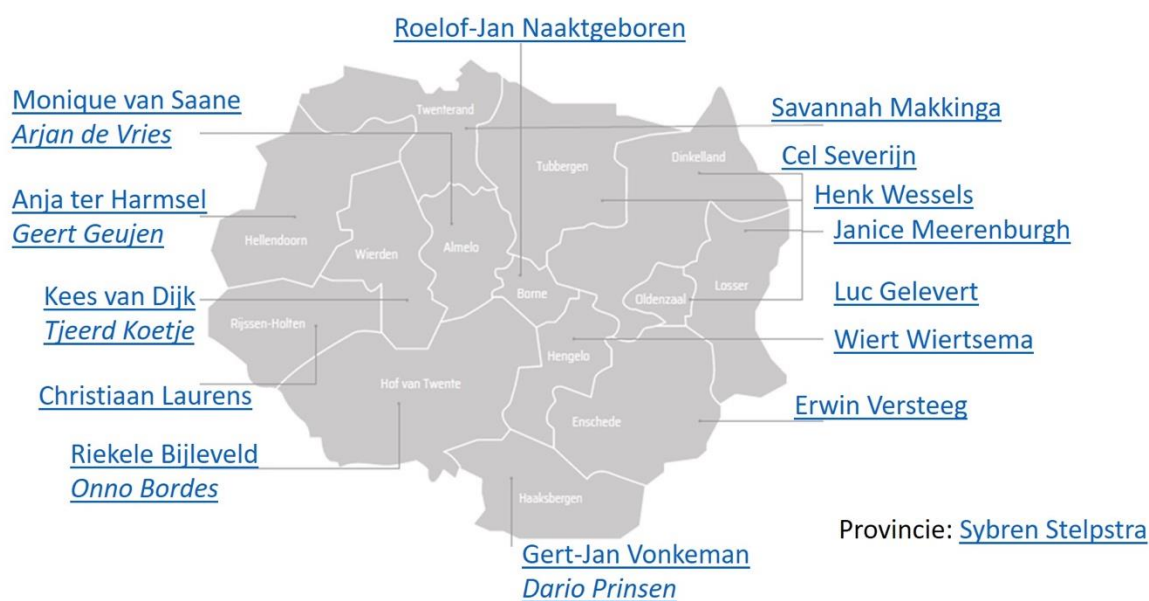 Roelof-Jan Naaktgeboren
Monique van Saane
Arjan de Vries
Twenterand
Savannah Makkinga
Tubbergen
Dinkelland
Cel Severijn
Anja ter Harmsel
Geert Geujen
Henk Wessels
Janice Meerenburgh
Hellendoorn
Wierden
Almelo
Kees van Dijk
Tjeerd Koetje
Borne
Oldenzaal
Losser
Luc Gelevert
Rijssen-Holten
Hengelo
Wiert Wiertsema
Christiaan Laurens
Hof van Twente
Enschede
Erwin Versteeg
Riekele Bijleveld
Onno Bordes
Haaksbergen
Provincie: Sybren Stelpstra
Gert-Jan Vonkeman
Dario Prinsen